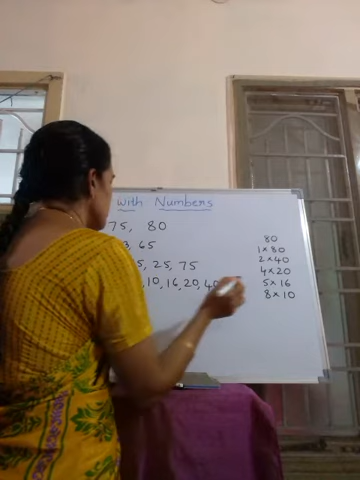 with Numbers
75, 80
3, 65
5, 25, 75
10, 16, 20, 40
80
1 × 80
2 × 40
4 × 20
5 × 16
8 × 10